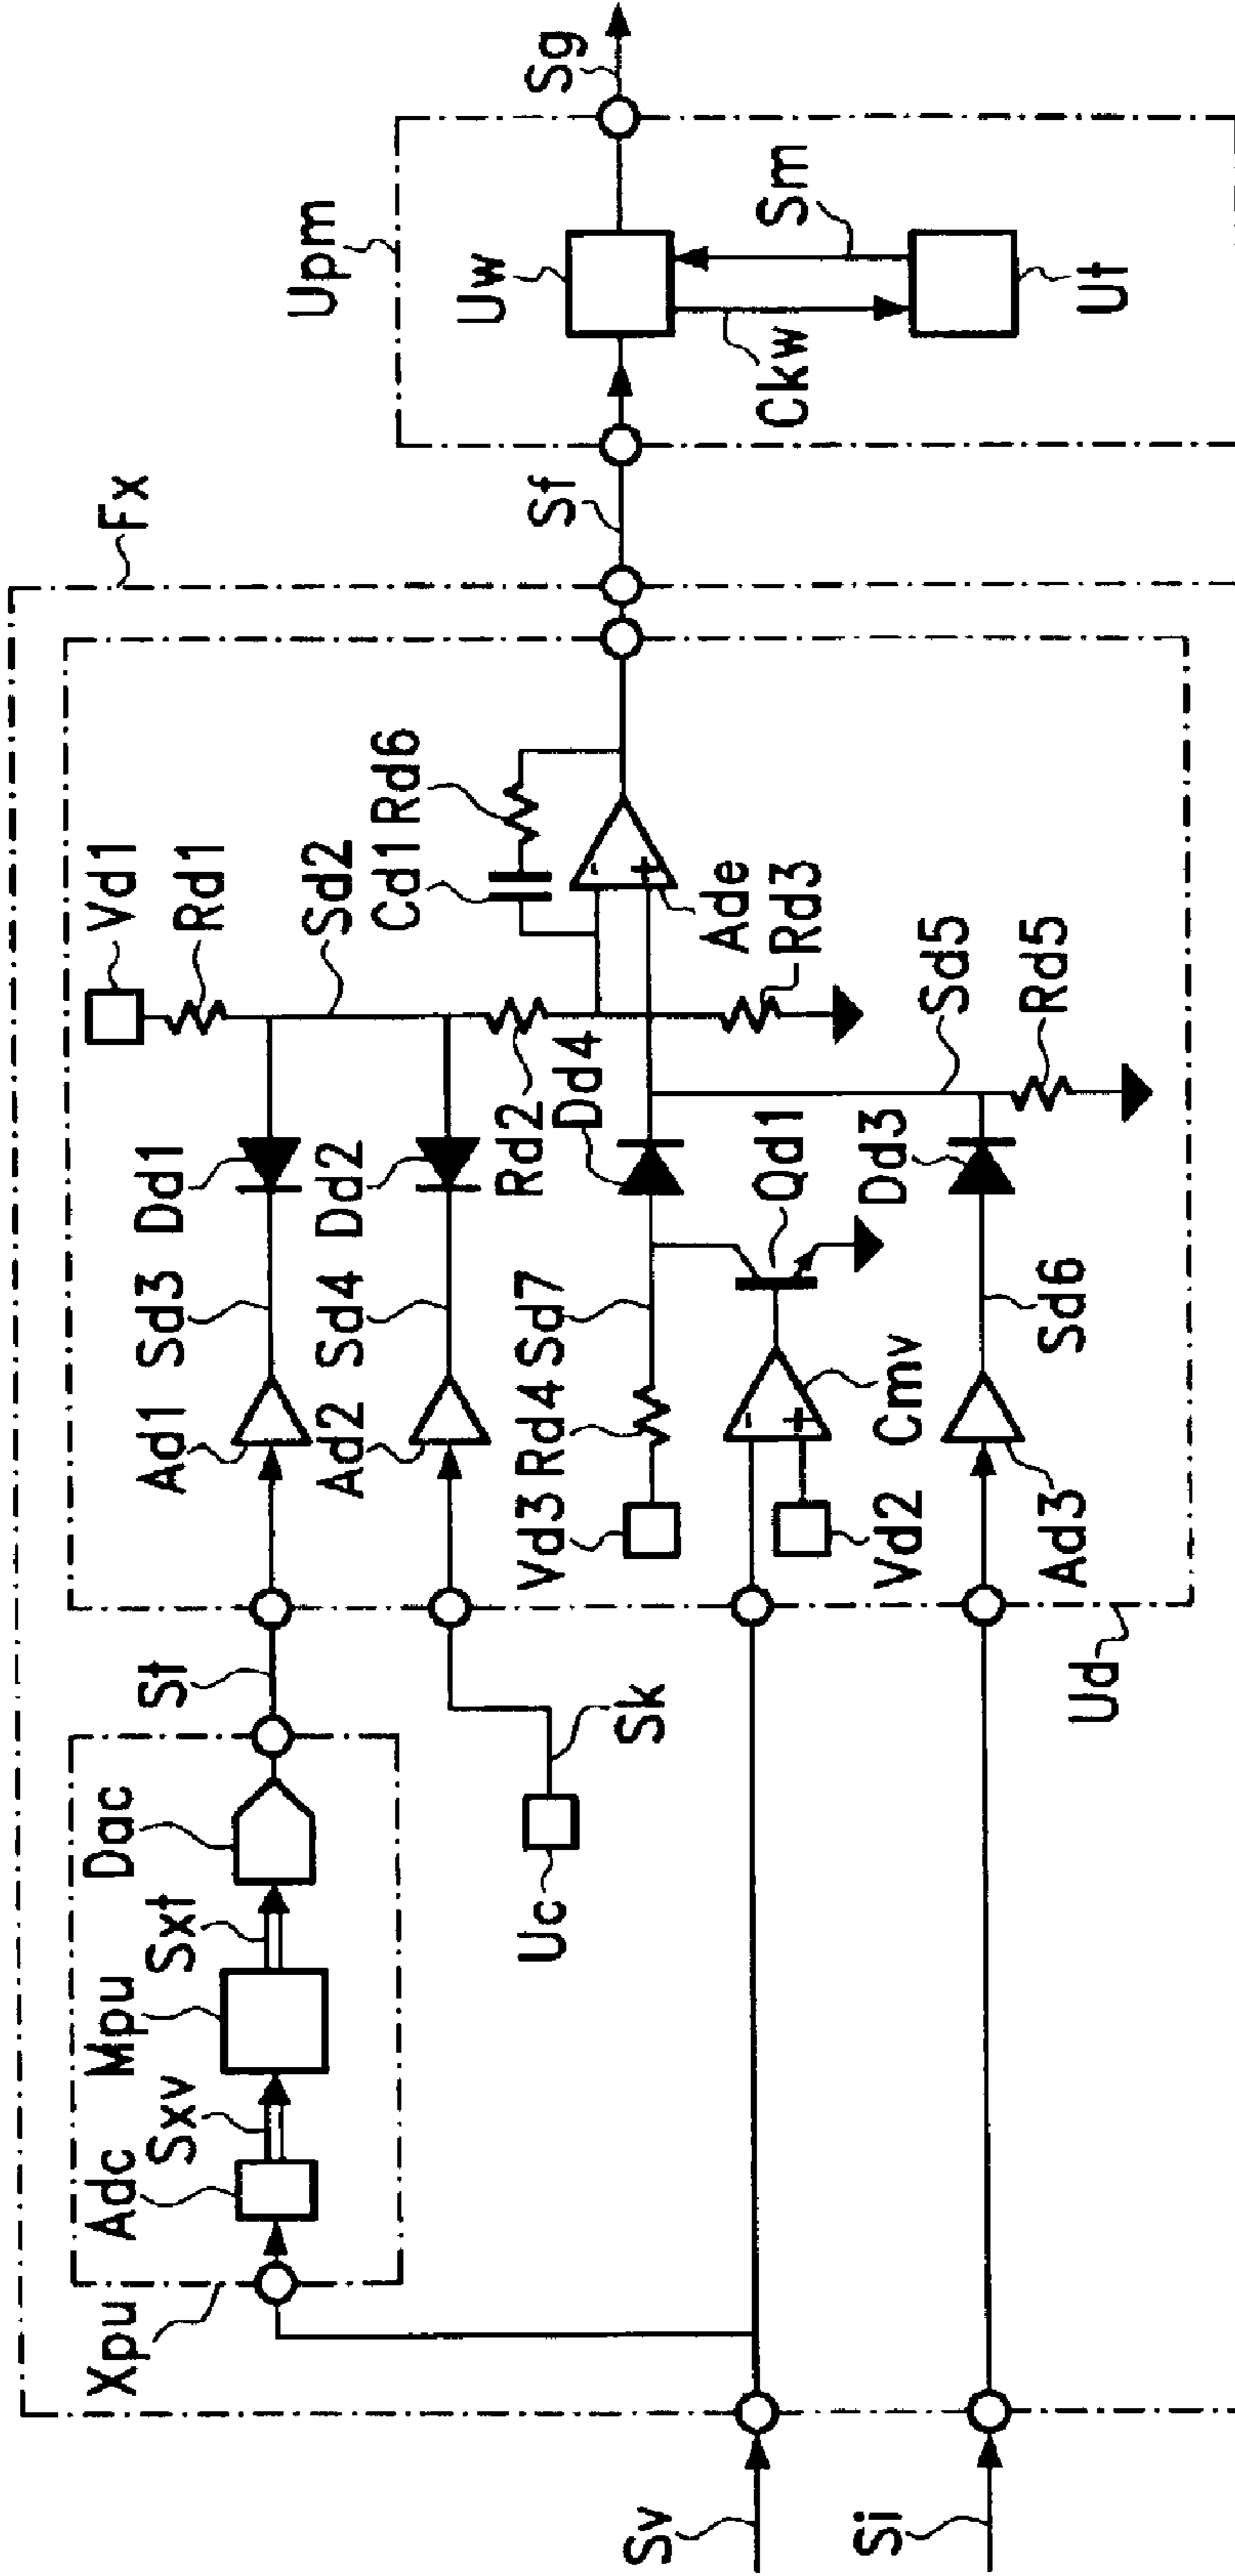 Sv
Si
Xpu
Adc
Sxv
Mpu
Sxt
Dac
St
Uc
Sk
Ud
Ad1
Sd3
Dd1
Vd1
Rd1
Ad2
Sd4
Dd2
Sd2
Rd2
Vd3
Rd4
Sd7
Dd4
Cd1
Rd6
-
+
Ade
Rd3
Vd2
-
+
Cmv
Qd1
Ad3
Sd6
Dd3
Sd5
Rd5
Fx
Sf
Upm
Uw
Ckw
Sm
Ut
Sg